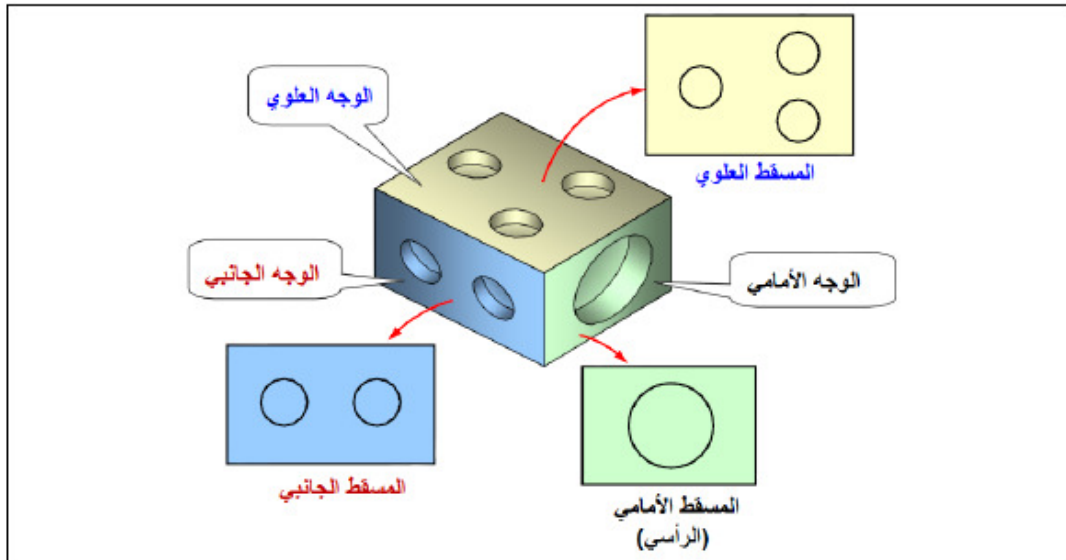 الوجه العلوي
المسقط العلوي
الوجه الجانبي
الوجه الأمامي
المسقط الجانبي
المسقط الأمامي
(الرأسي)